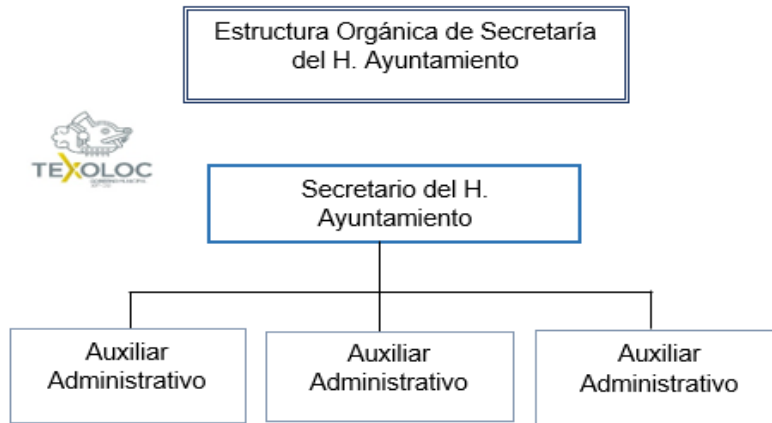 Estructura Orgánica de Secretaría
del H. Ayuntamiento
TEXOLOC
Secretario del H.
Ayuntamiento
Auxiliar
Administrativo
Auxiliar
Administrativo
Auxiliar
Administrativo